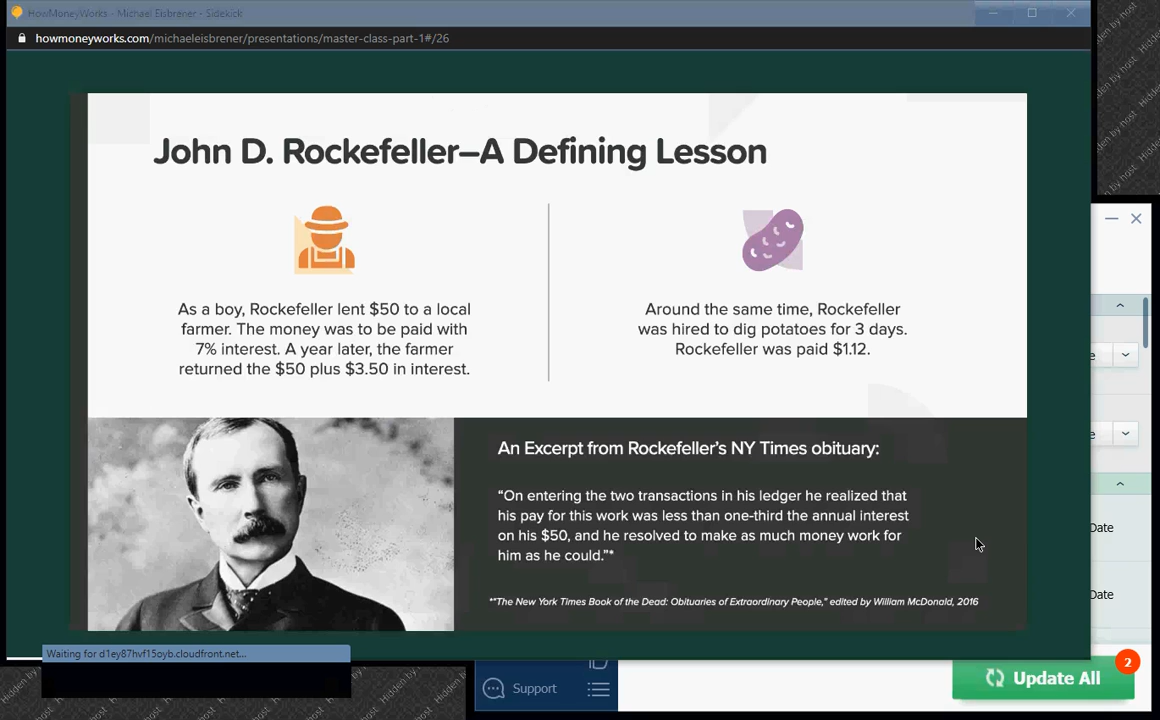 HowMoneyWorks - Michael Eisbrener - Sidekick
howmoneyworks.com/michaeleisbrener/presentations/master-class-part-1#/26
John D. Rockefeller–A Defining Lesson
As a boy, Rockefeller lent $50 to a local
farmer. The money was to be paid with
7% interest. A year later, the farmer
returned the $50 plus $3.50 in interest.
Around the same time, Rockefeller
was hired to dig potatoes for 3 days.
Rockefeller was paid $1.12.
An Excerpt from Rockefeller's NY Times obituary:
“On entering the two transactions in his ledger he realized that
his pay for this work was less than one-third the annual interest
on his $50, and he resolved to make as much money work for
him as he could.”*
*“The New York Times Book of the Dead: Obituaries of Extraordinary People,” edited by William McDonald, 2016
Waiting for d1ey87hvf15oyb.cloudfront.net...
Support
Date
Date
Update All
2
Hidden by host